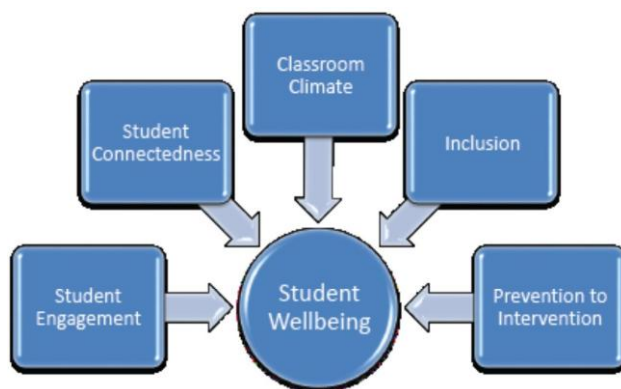 Classroom
Climate
Student
Connectedness
Inclusion
Student
Engagement
Student
Wellbeing
Prevention to
Intervention